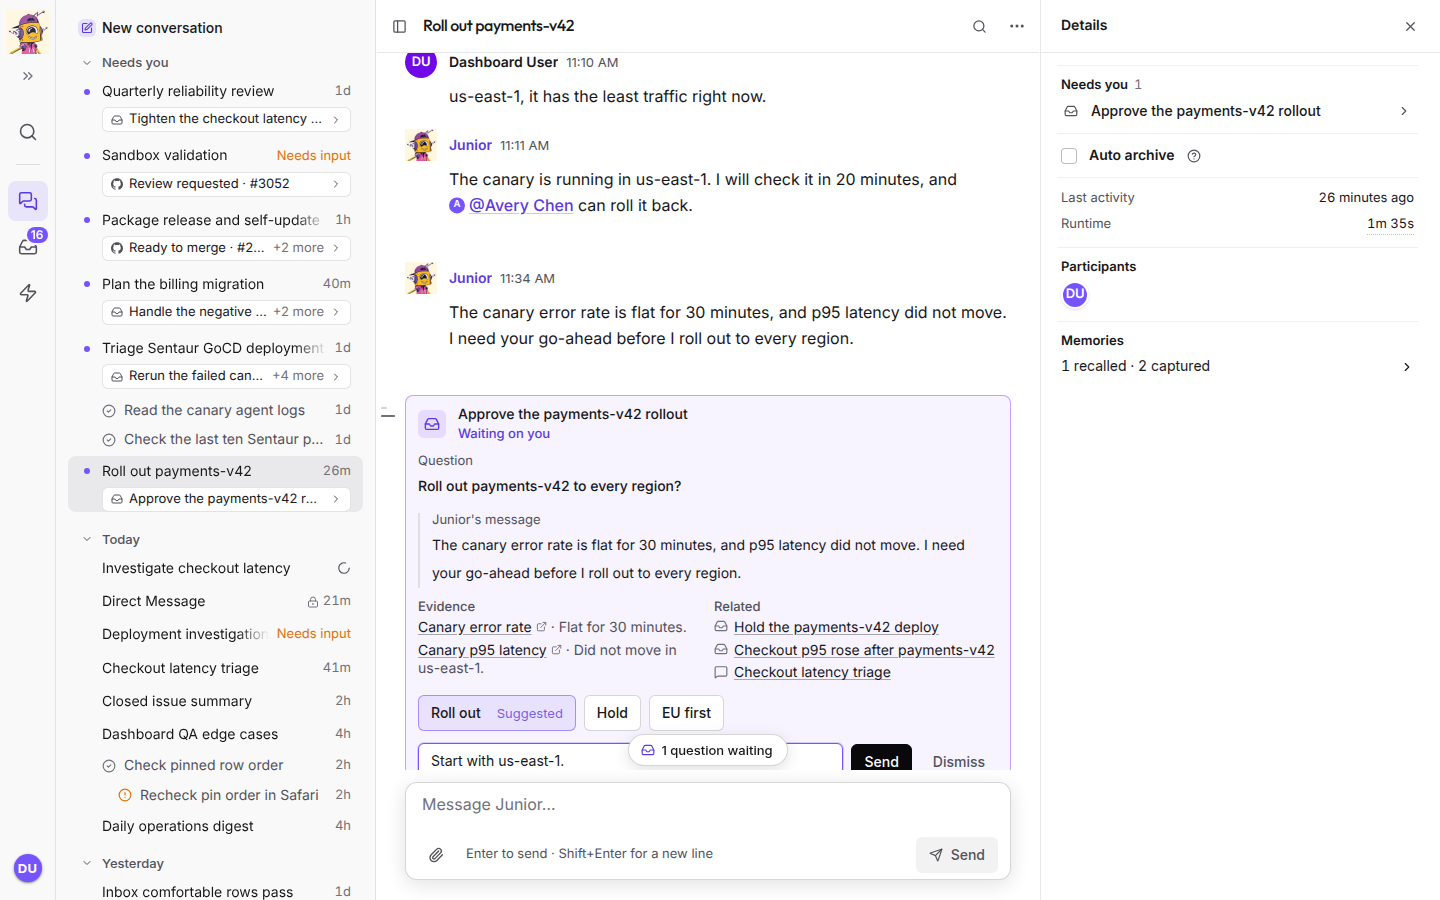 New conversation
Needs you
Quarterly reliability review 1d
Tighten the checkout latency ...
Sandbox validation Needs input
Review requested · #3052
Package release and self-update 1h
Ready to merge · #2... +2 more
Plan the billing migration 40m
Handle the negative ... +2 more
Triage Sentaur GoCD deployment 1d
Rerun the failed can... +4 more
Read the canary agent logs 1d
Check the last ten Sentaur p... 1d
Roll out payments-v42 26m
Approve the payments-v42 r...
Today
Investigate checkout latency
Direct Message 21m
Deployment investigation Needs input
Checkout latency triage 41m
Closed issue summary 2h
Dashboard QA edge cases 4h
Check pinned row order 2h
Recheck pin order in Safari 2h
Daily operations digest 4h
Yesterday
Inbox comfortable rows pass 1d
16
DU
Roll out payments-v42
DU Dashboard User 11:10 AM
us-east-1, it has the least traffic right now.
Junior 11:11 AM
The canary is running in us-east-1. I will check it in 20 minutes, and
A @Avery Chen can roll it back.
Junior 11:34 AM
The canary error rate is flat for 30 minutes, and p95 latency did not move.
I need your go-ahead before I roll out to every region.
Approve the payments-v42 rollout
Waiting on you
Question
Roll out payments-v42 to every region?
Junior's message
The canary error rate is flat for 30 minutes, and p95 latency did not move. I need
your go-ahead before I roll out to every region.
Evidence
Canary error rate · Flat for 30 minutes.
Canary p95 latency · Did not move in
us-east-1.
Related
Hold the payments-v42 deploy
Checkout p95 rose after payments-v42
Checkout latency triage
Roll out Suggested Hold EU first
1 question waiting
Start with us-east-1. Send Dismiss
Message Junior...
Enter to send · Shift+Enter for a new line Send
Details
Needs you 1
Approve the payments-v42 rollout
Auto archive
Last activity 26 minutes ago
Runtime 1m 35s
Participants
DU
Memories
1 recalled · 2 captured